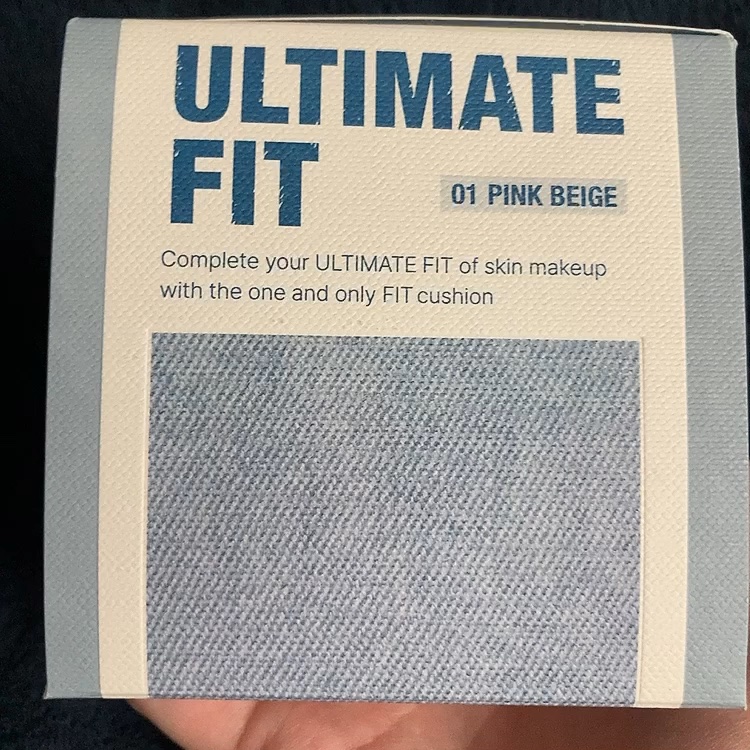 ULTIMATE
FIT
01 PINK BEIGE
Complete your ULTIMATE FIT of skin makeup
with the one and only FIT cushion